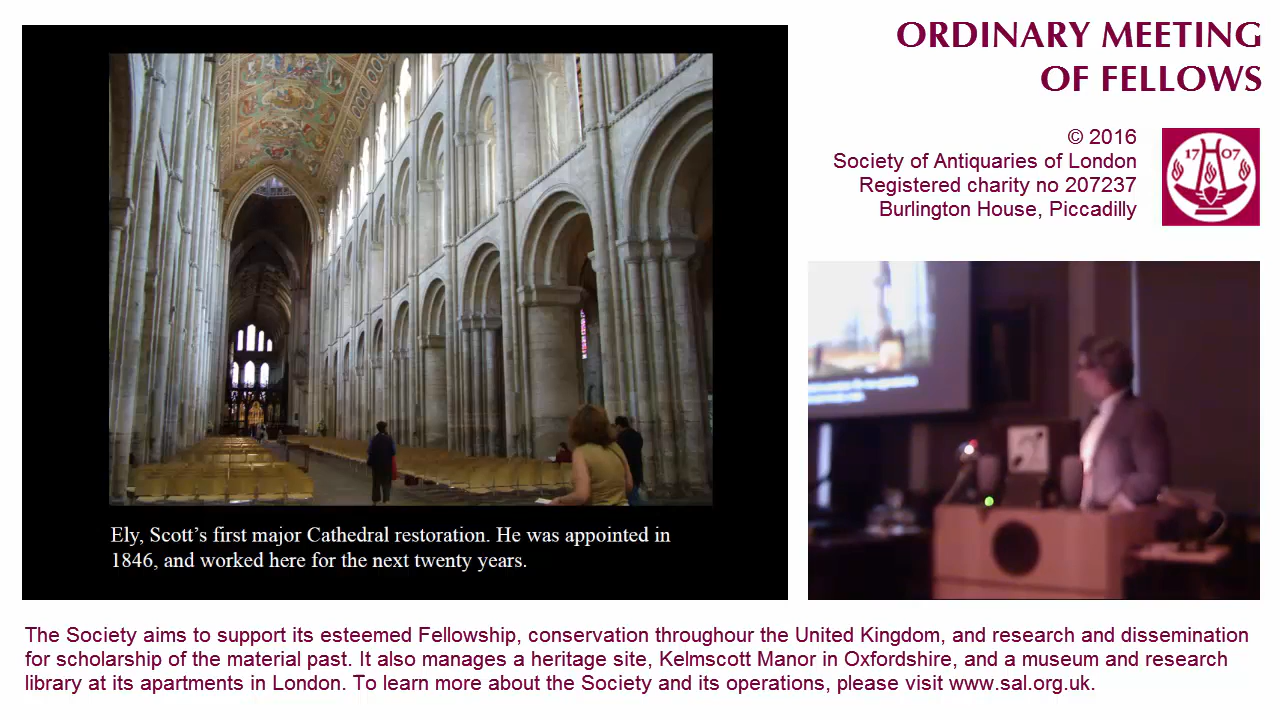 ORDINARY MEETING
OF FELLOWS
© 2016
Society of Antiquaries of London
Registered charity no 207237
Burlington House, Piccadilly
17 07
Ely, Scott's first major Cathedral restoration. He was appointed in
1846, and worked here for the next twenty years.
The Society aims to support its esteemed Fellowship, conservation throughour the United Kingdom, and research and dissemination
for scholarship of the material past. It also manages a heritage site, Kelmscott Manor in Oxfordshire, and a museum and research
library at its apartments in London. To learn more about the Society and its operations, please visit www.sal.org.uk.